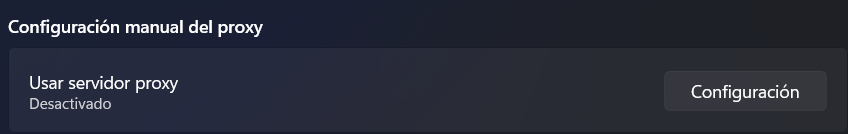 Configuración manual del proxy
Usar servidor proxy
Desactivado
Configuración